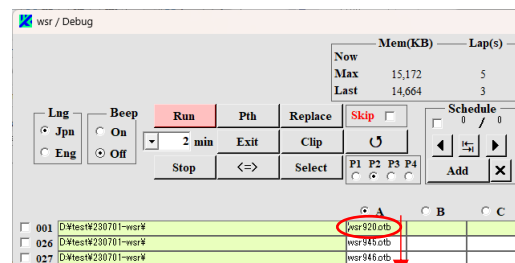 wsr / Debug
Mem(KB) Lap(s)
Now
Max 15,172 5
Last 14,664 3
Lng Beep Run Pth Replace Skip Schedule
0 / 0
Jpn On
2 min Exit Clip
Eng Off
Stop <=> Select P1 P2 P3 P4 Add X
A B C
001 D:¥test¥230701-wsr¥ wsr920.otb
026 D:¥test¥230701-wsr¥ wsr945.otb
027 D:¥test¥230701-wsr¥ wsr946.otb